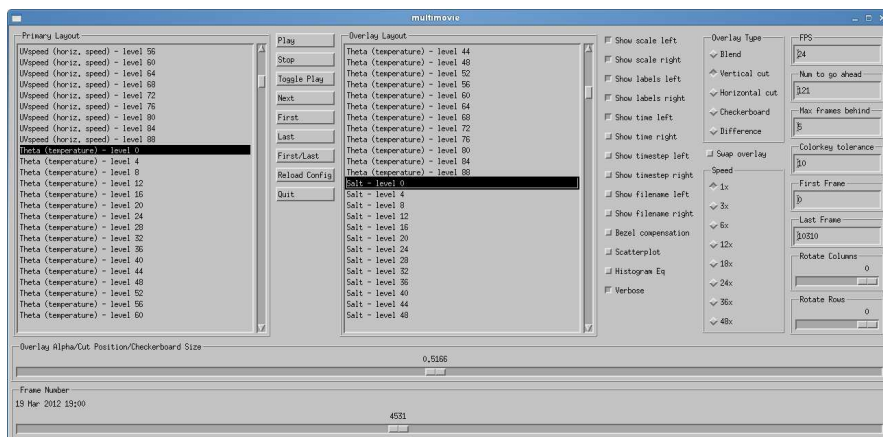 multimovie
Primary Layout
UVspeed (horiz. speed) - level 56
UVspeed (horiz. speed) - level 60
UVspeed (horiz. speed) - level 64
UVspeed (horiz. speed) - level 68
UVspeed (horiz. speed) - level 72
UVspeed (horiz. speed) - level 76
UVspeed (horiz. speed) - level 80
UVspeed (horiz. speed) - level 84
UVspeed (horiz. speed) - level 88
Theta (temperature) - level 0
Theta (temperature) - level 4
Theta (temperature) - level 8
Theta (temperature) - level 12
Theta (temperature) - level 16
Theta (temperature) - level 20
Theta (temperature) - level 24
Theta (temperature) - level 28
Theta (temperature) - level 32
Theta (temperature) - level 36
Theta (temperature) - level 40
Theta (temperature) - level 44
Theta (temperature) - level 48
Theta (temperature) - level 52
Theta (temperature) - level 56
Theta (temperature) - level 60
Play
Stop
Toggle Play
Next
First
Last
First/Last
Reload Config
Quit
Overlay Layout
Theta (temperature) - level 44
Theta (temperature) - level 48
Theta (temperature) - level 52
Theta (temperature) - level 56
Theta (temperature) - level 60
Theta (temperature) - level 64
Theta (temperature) - level 68
Theta (temperature) - level 72
Theta (temperature) - level 76
Theta (temperature) - level 80
Theta (temperature) - level 84
Theta (temperature) - level 88
Salt - level 0
Salt - level 4
Salt - level 8
Salt - level 12
Salt - level 16
Salt - level 20
Salt - level 24
Salt - level 28
Salt - level 32
Salt - level 36
Salt - level 40
Salt - level 44
Salt - level 48
Show scale left
Show scale right
Show labels left
Show labels right
Show time left
Show time right
Show timestep left
Show timestep right
Show filename left
Show filename right
Bezel compensation
Scatterplot
Histogram Eq
Verbose
Overlay Type
Blend
Vertical cut
Horizontal cut
Checkerboard
Difference
Swap overlay
Speed
1x
3x
6x
12x
18x
24x
36x
48x
FPS
24
Num to go ahead
121
Max frames behind
5
Colorkey tolerance
10
First Frame
0
Last Frame
10310
Rotate Columns
0
Rotate Rows
0
Overlay Alpha/Cut Position/Checkerboard Size
0.5166
Frame Number
19 Mar 2012 19:00
4531